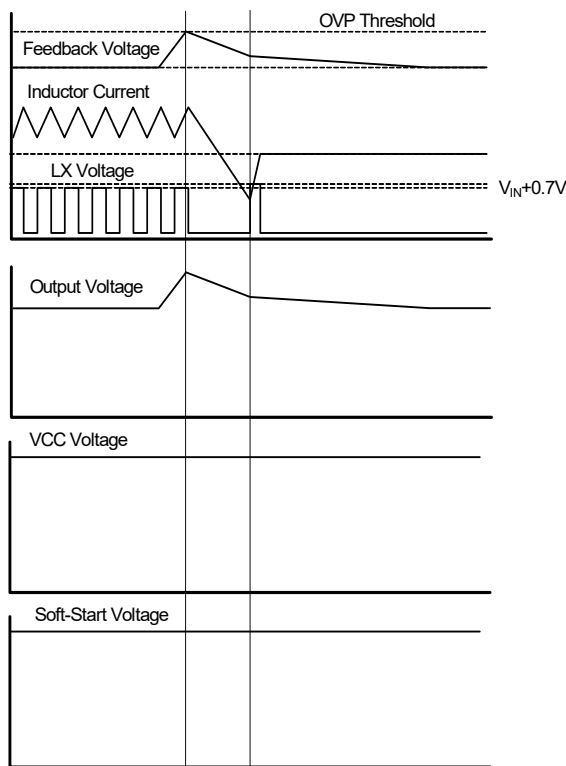 OVP Threshold
Feedback Voltage
Inductor Current
LX Voltage
VIN+0.7V
Output Voltage
VCC Voltage
Soft-Start Voltage